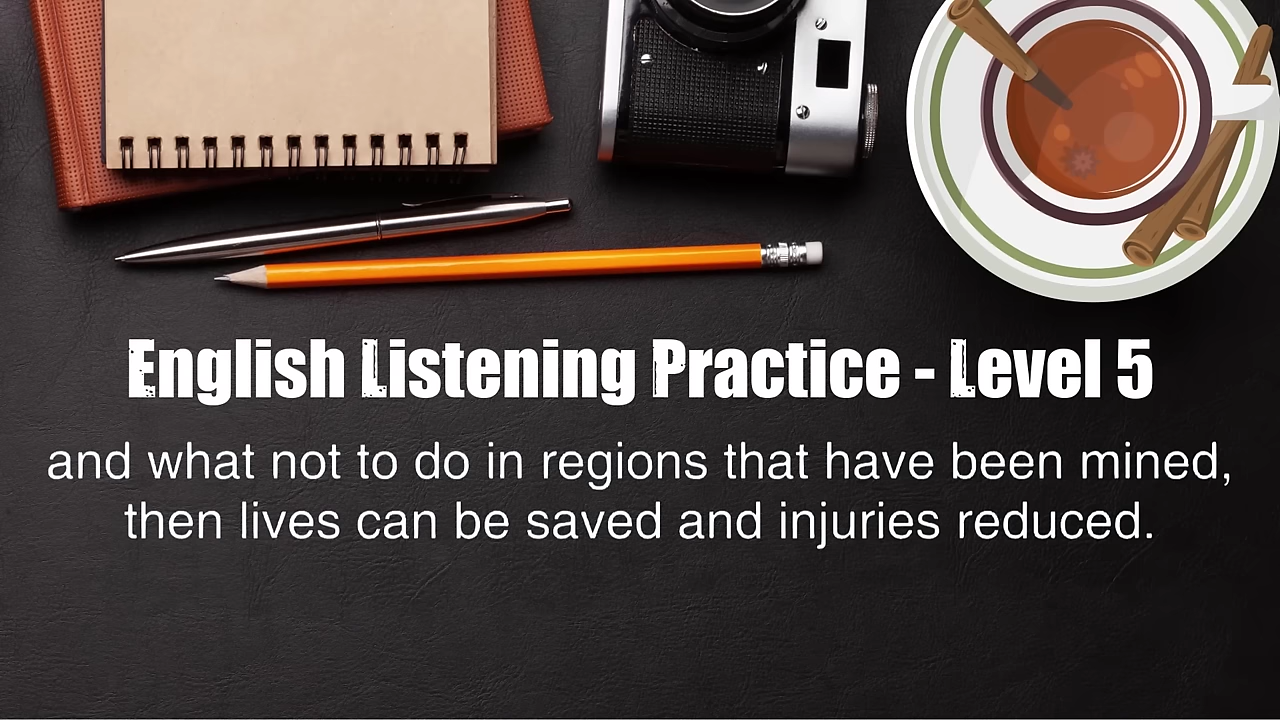 English Listening Practice - Level 5
and what not to do in regions that have been mined,
then lives can be saved and injuries reduced.